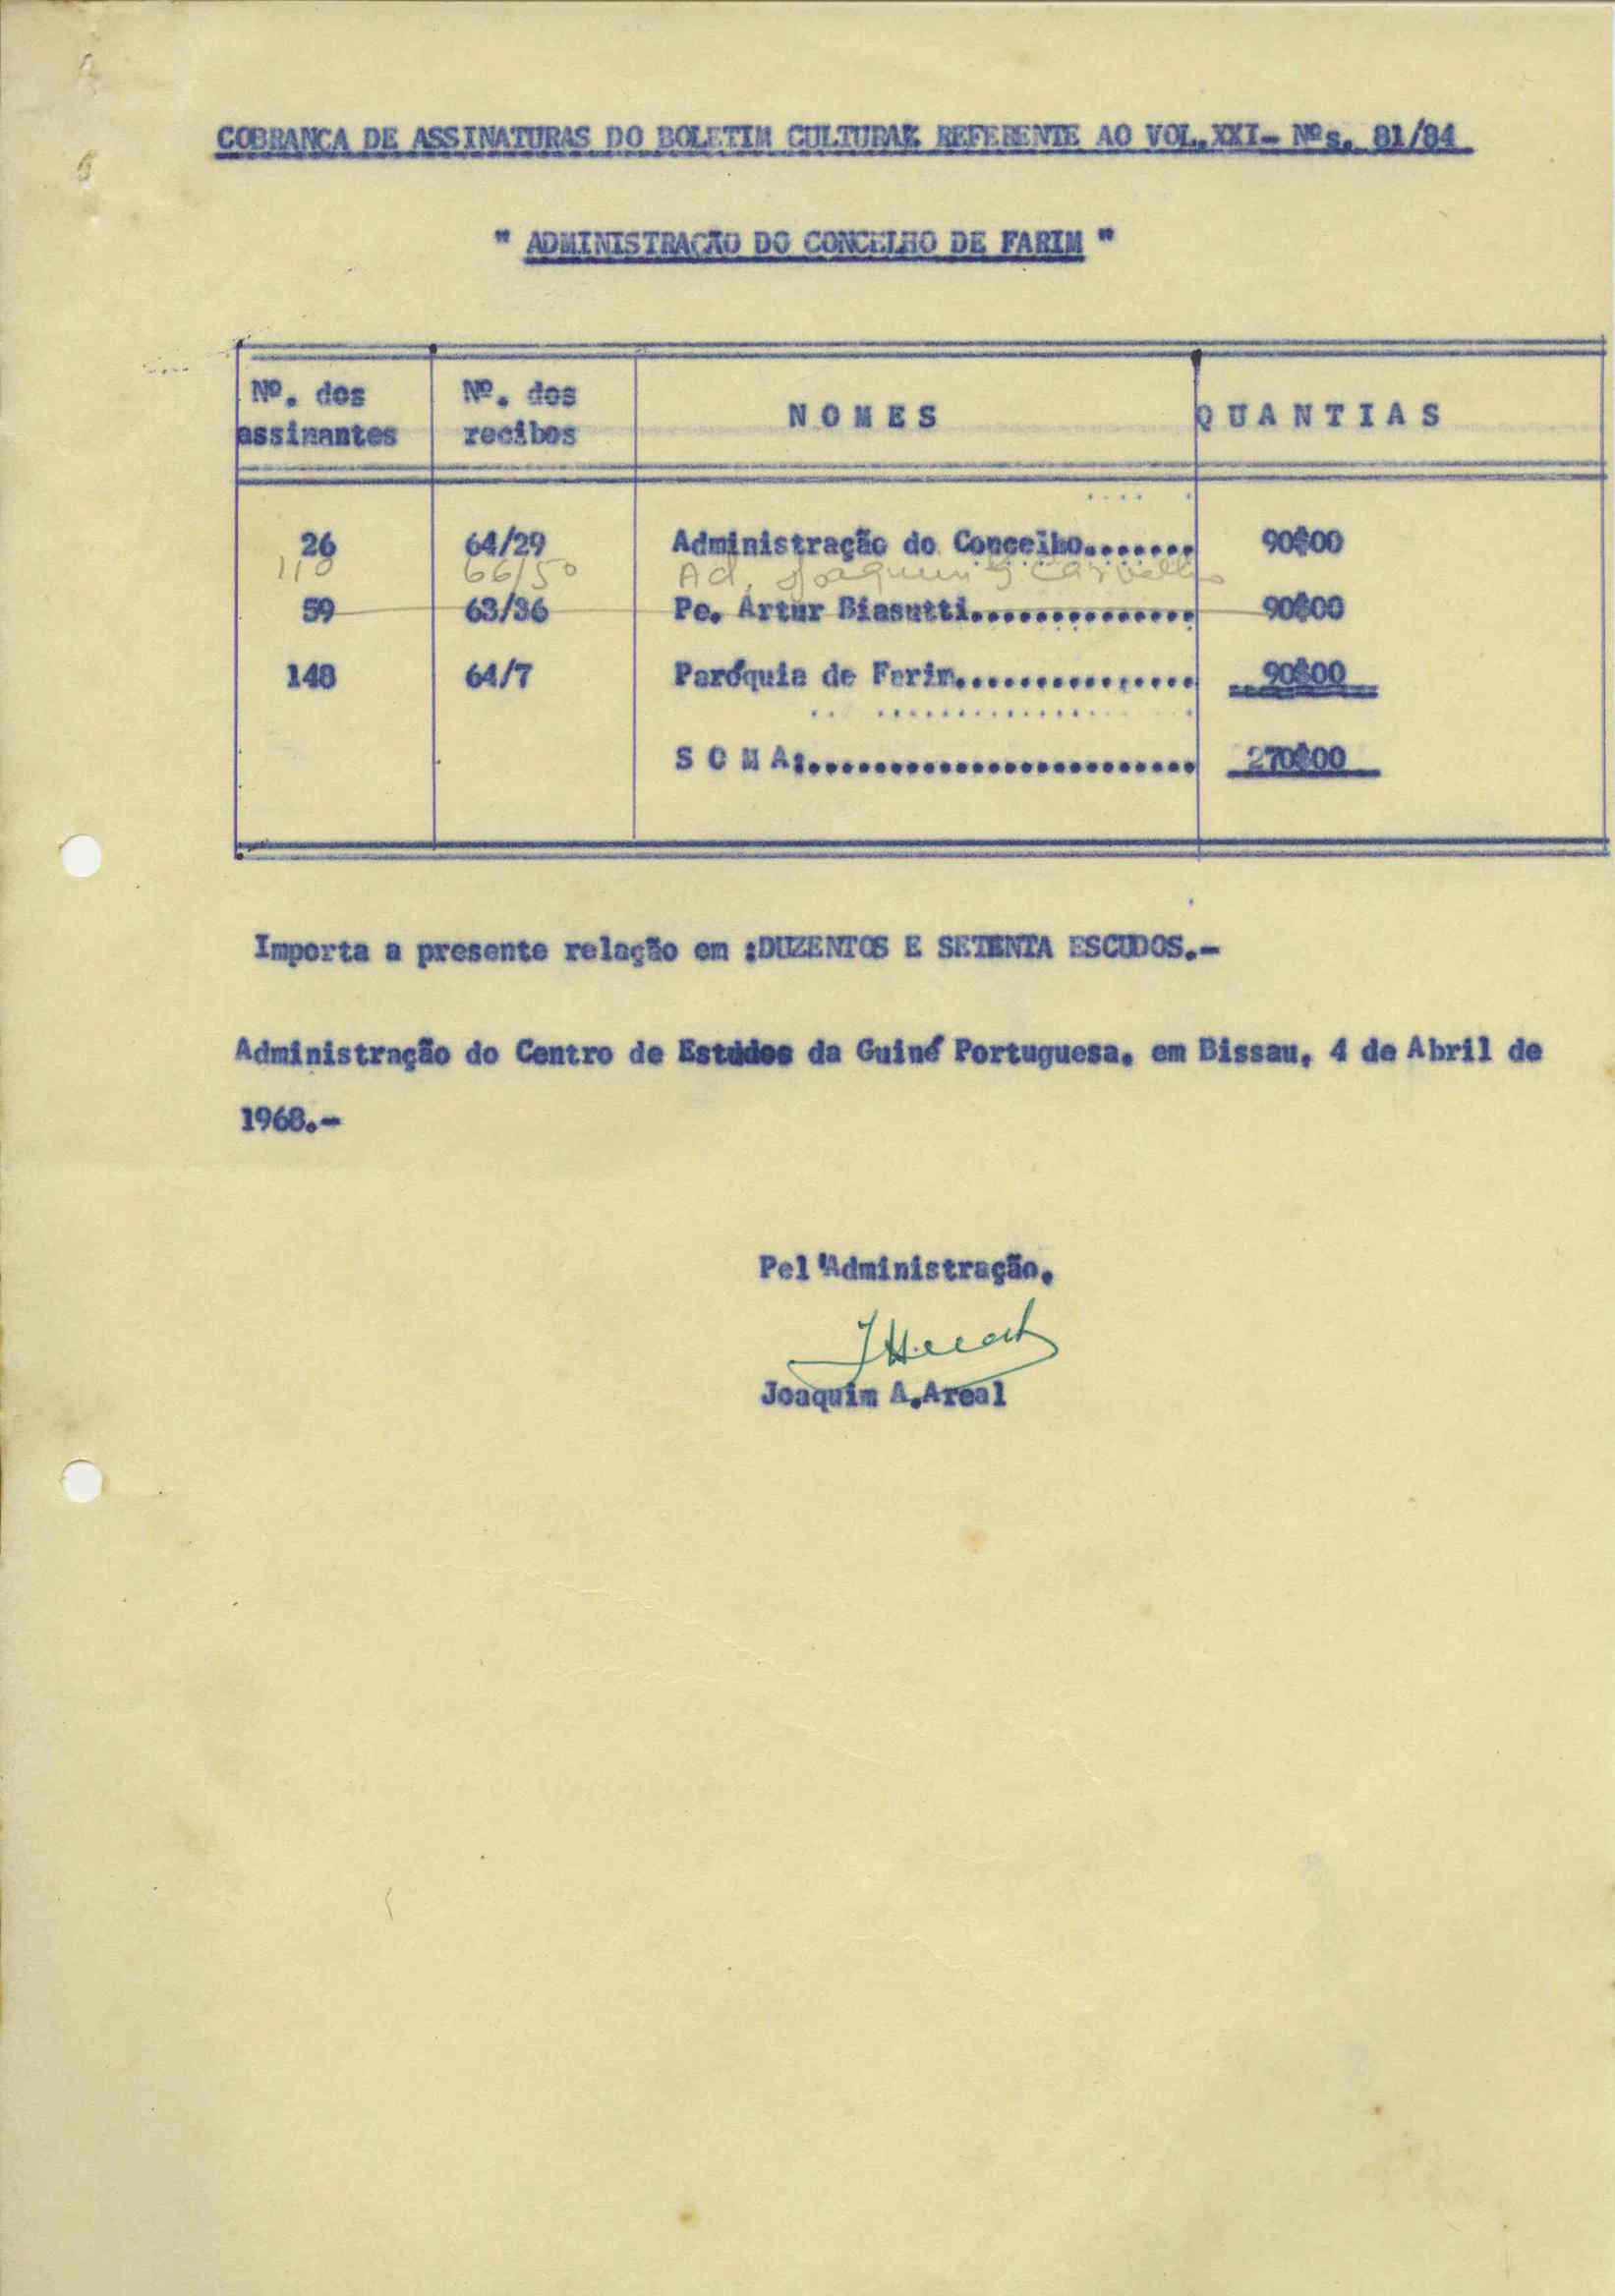 COBRANÇA DE ASSINATURAS DO BOLETIM CULTURAL REFERENTE AO VOL.XXI- Nºs. 81/84
" ADMINISTRAÇÃO DO CONCELHO DE FARIM "
Nº. dos assinantes Nº. dos recibos NOMES QUANTIAS
26 64/29 Administração do Concelho....... 90$00
110 66/50 Ad. Joaquim G Carvalho
59 63/36 Pe. Artur Biasutti.............. 90$00
148 64/7 Paróquia de Farim............... 90$00
SOMA:........................ 270$00
Importa a presente relação em :DUZENTOS E SETENTA ESCUDOS.-
Administração do Centro de Estudos da Guiné Portuguesa, em Bissau, 4 de Abril de
1968.-
Pel'Administração,
Joaquim A.Areal